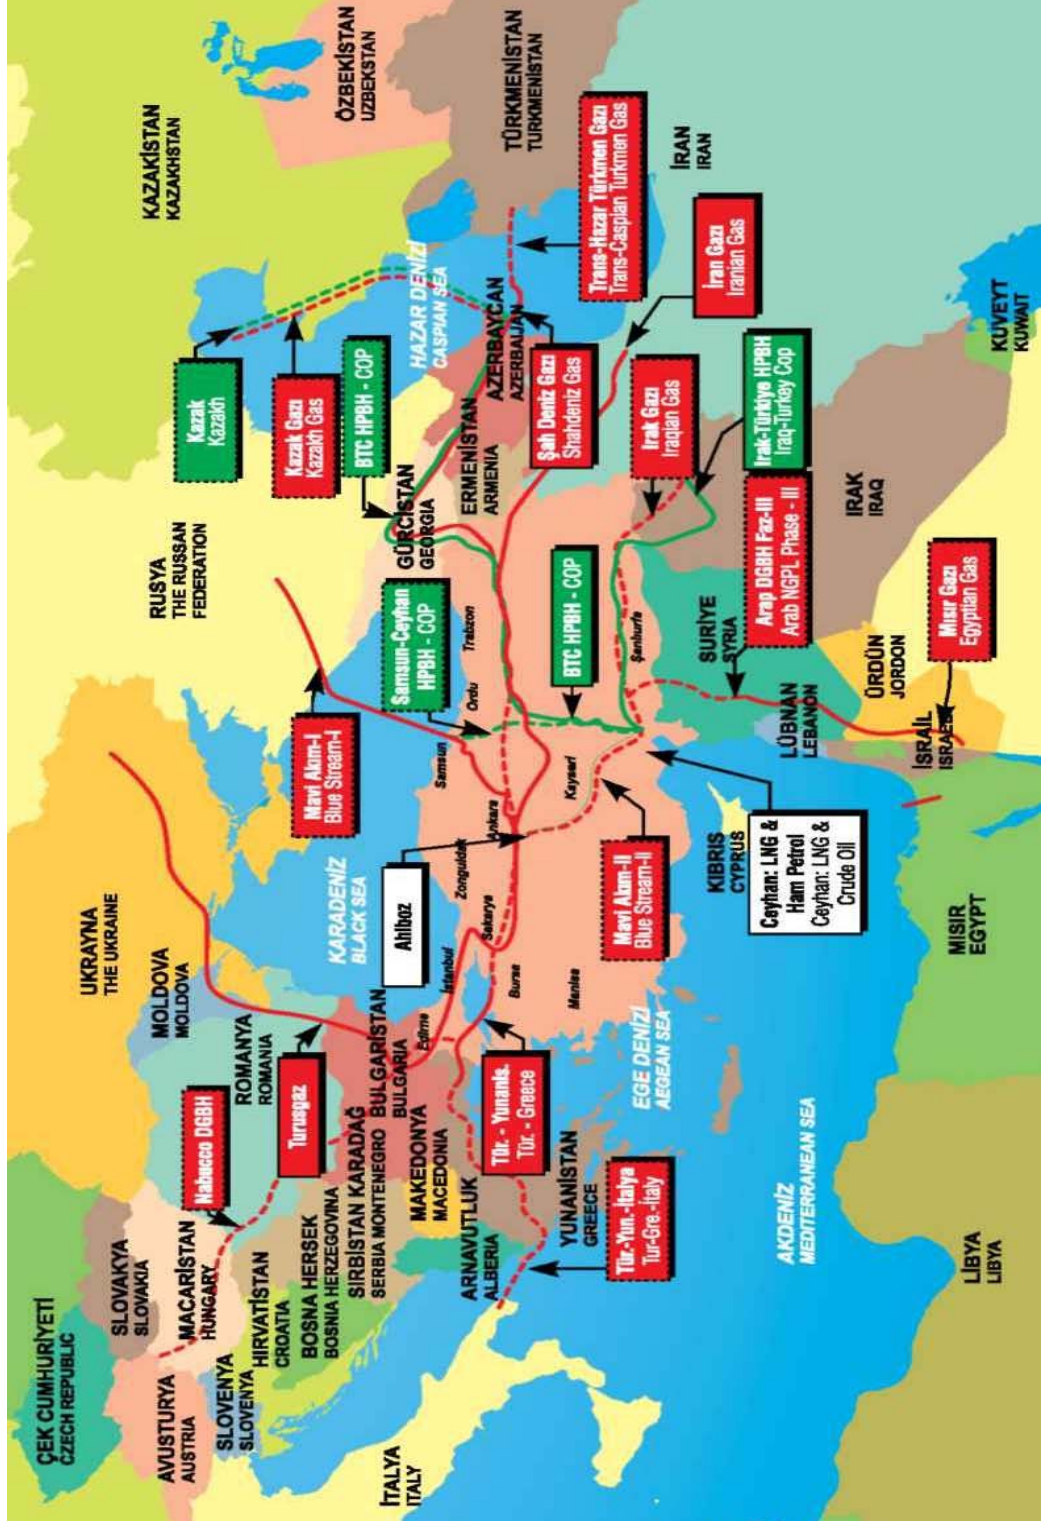 ÇEK CUMHURİYETİ
CZECH REPUBLIC
SLOVAKYA
SLOVAKIA
AVUSTURYA
AUSTRIA
MACARİSTAN
HUNGARY
SLOVENYA
SLOVENYA
HIRVATİSTAN
CROATIA
BOSNA HERSEK
BOSNIA HERZEGOVINA
SIRBİSTAN KARADAĞ
SERBIA MONTENEGRO
İTALYA
ITALY
MAKEDONYA
MACEDONIA
ARNAVUTLUK
ALBERIA
YUNANİSTAN
GREECE
BULGARİSTAN
BULGARIA
ROMANYA
ROMANIA
MOLDOVA
MOLDOVA
UKRAYNA
THE UKRAINE
RUSYA
THE RUSSAN
FEDERATION
KAZAKİSTAN
KAZAKHSTAN
ÖZBEKİSTAN
UZBEKSTAN
TÜRKMENİSTAN
TURKMENİSTAN
İRAN
IRAN
GÜRCİSTAN
GEORGIA
ERMENİSTAN
ARMENIA
AZERBAYCAN
AZERBAIJAN
HAZAR DENİZİ
CASPIAN SEA
KARADENİZ
BLACK SEA
EGE DENİZİ
AEGEAN SEA
AKDENİZ
MEDITERRANEAN SEA
KIBRIS
CYPRUS
SURİYE
SYRIA
LÜBNAN
LEBANON
ÜRDÜN
JORDON
İSRAİL
ISRAEL
IRAK
IRAQ
KUVEYT
KUWAIT
MISIR
EGYPT
LİBYA
LIBYA
Edirne
İstanbul
Bursa
Manisa
Sakarya
Zonguldak
Ankara
Kayseri
Samsun
Ordu
Trabzon
Şanlıurfa
Nabucco DGBH
Turusgaz
Tür. - Yunanis.
Tür. - Greece
Tür.-Yun.-İtalya
Tur-Gre.-Italy
Ahiboz
Mavi Akım-I
Blue Stream-I
Mavi Akım-II
Blue Stream-II
Samsun-Ceyhan
HPBH - COP
BTC HPBH - COP
BTC HPBH - COP
Kazak
Kazakh
Kazak Gazı
Kazakh Gas
Şah Deniz Gazı
Shahdeniz Gas
Trans-Hazar Türkmen Gazı
Trans-Caspian Turkmen Gas
İran Gazı
Iranian Gas
Irak Gazı
Iraqian Gas
Irak-Türkiye HPBH
Iraq-Turkey Cop
Arap DGBH Faz-III
Arab NGPL Phase - III
Mısır Gazı
Egyptian Gas
Ceyhan: LNG &
Ham Petrol
Ceyhan: LNG &
Crude Oil